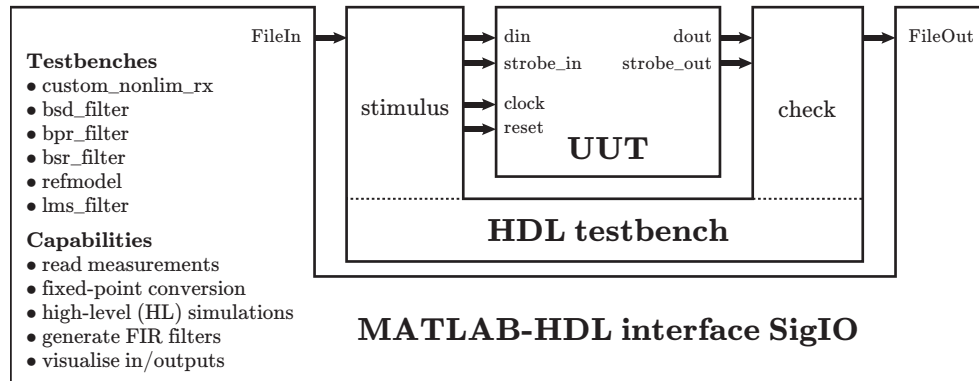 FileIn
din
dout
FileOut
Testbenches
strobe_in
strobe_out
• custom_nonlim_rx
• bsd_filter
stimulus
clock
check
• bpr_filter
reset
• bsr_filter
UUT
• refmodel
• lms_filter
HDL testbench
Capabilities
• read measurements
• fixed-point conversion
• high-level (HL) simulations
• generate FIR filters
MATLAB-HDL interface SigIO
• visualise in/outputs